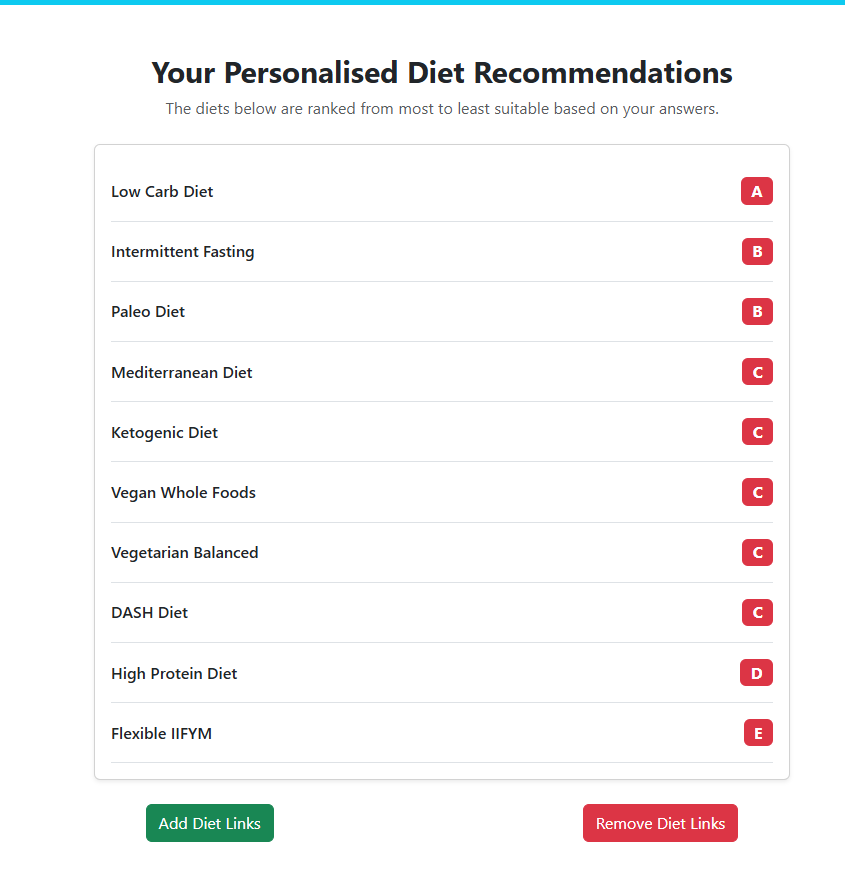 Your Personalised Diet Recommendations
The diets below are ranked from most to least suitable based on your answers.
Low Carb Diet A
Intermittent Fasting B
Paleo Diet B
Mediterranean Diet C
Ketogenic Diet C
Vegan Whole Foods C
Vegetarian Balanced C
DASH Diet C
High Protein Diet D
Flexible IIFYM E
Add Diet Links Remove Diet Links